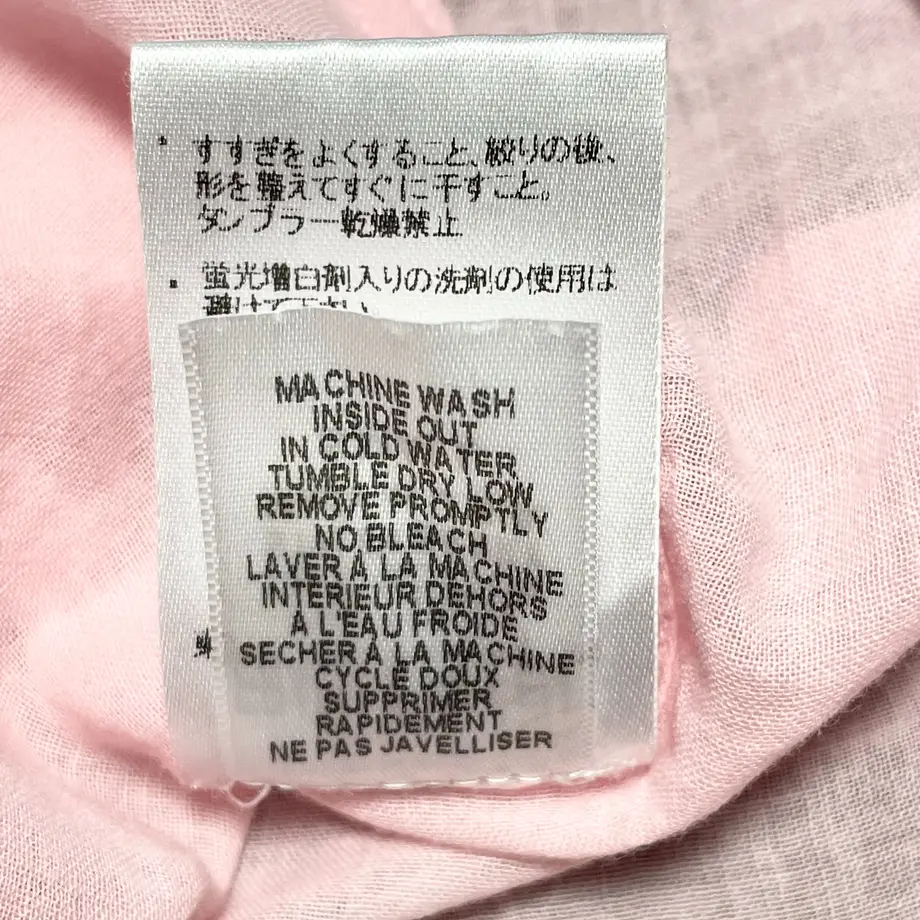 すすぎをよくすること、絞りの後、
形を整えてすぐに干すこと。
タンブラー乾燥禁止
蛍光増白剤入りの洗剤の使用は
MACHINE WASH
INSIDE OUT
IN COLD WATER
TUMBLE DRY LOW
REMOVE PROMPTLY
NO BLEACH
LAVER A LA MACHINE
INTERIEUR DEHORS
A L'EAU FROIDE
SECHER A LA MACHINE
CYCLE DOUX
SUPPRIMER
RAPIDEMENT
NE PAS JAVELLISER